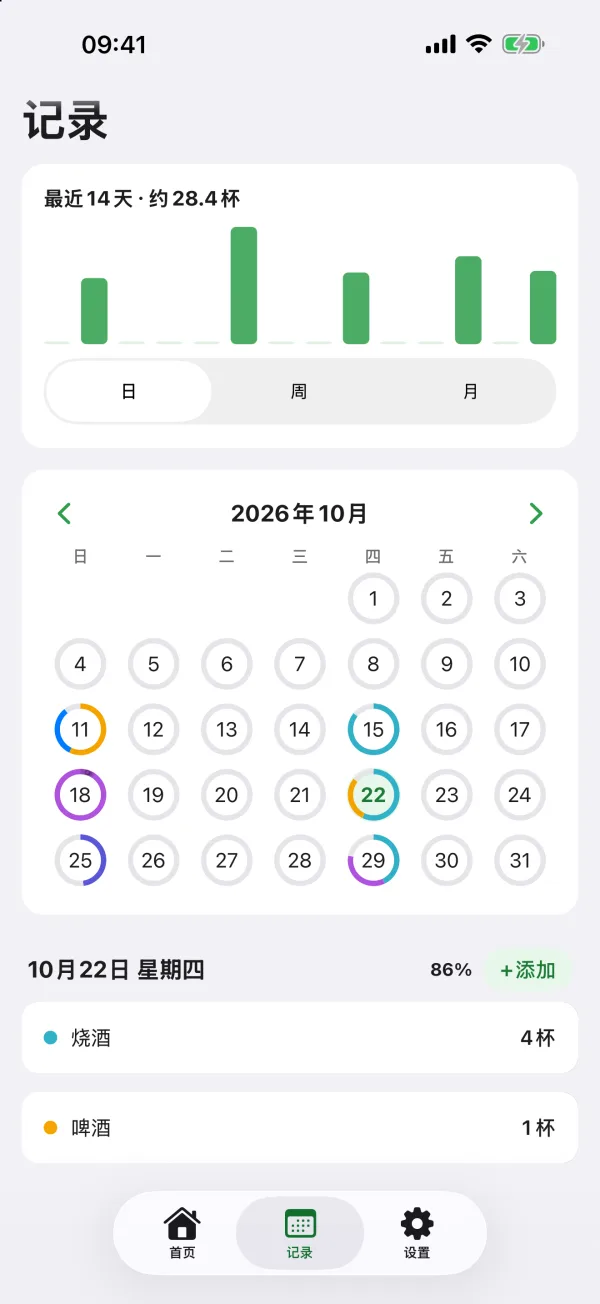 09:41
记录
最近14天 · 约28.4杯
日 周 月
2026年10月
日 一 二 三 四 五 六
1 2 3
4 5 6 7 8 9 10
11 12 13 14 15 16 17
18 19 20 21 22 23 24
25 26 27 28 29 30 31
10月22日 星期四 86% +添加
烧酒 4杯
啤酒 1杯
首页 记录 设置